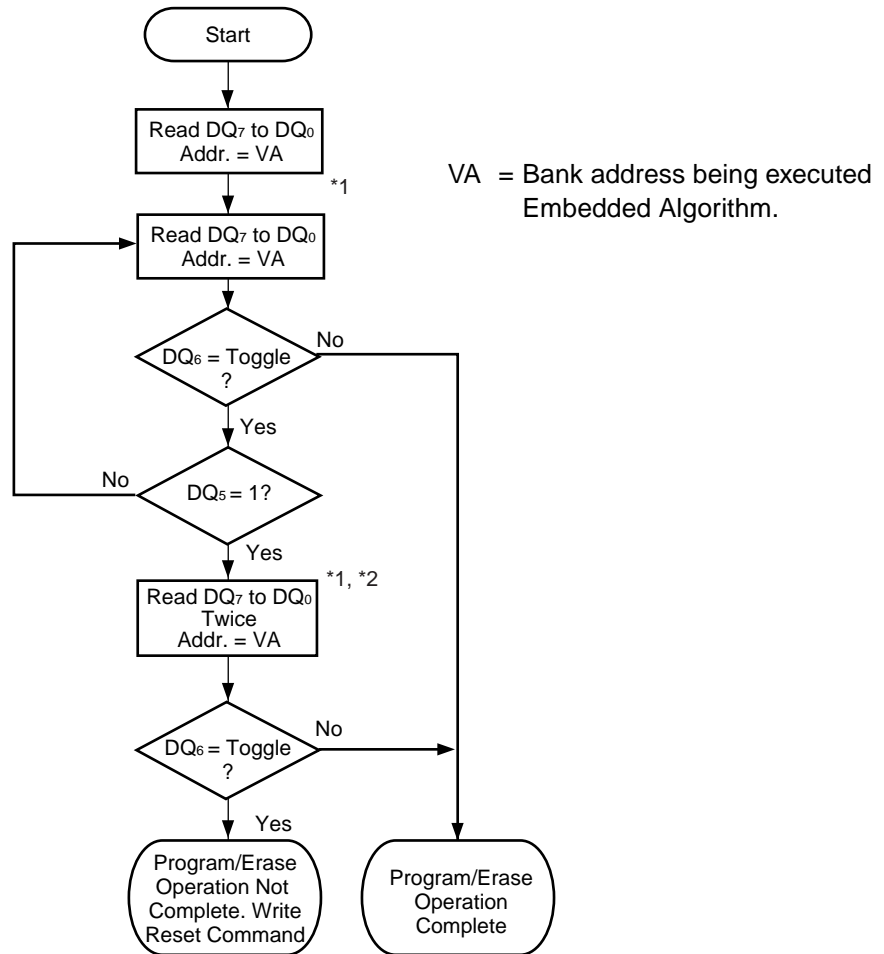 Start
Read DQ7 to DQ0
Addr. = VA
VA = Bank address being executed
Embedded Algorithm.
*1
Read DQ7 to DQ0
Addr. = VA
No
DQ6 = Toggle
?
Yes
No
DQ5 = 1?
Yes
*1, *2
Read DQ7 to DQ0
Twice
Addr. = VA
No
DQ6 = Toggle
?
Yes
Program/Erase
Operation Not
Complete. Write
Reset Command
Program/Erase
Operation
Complete